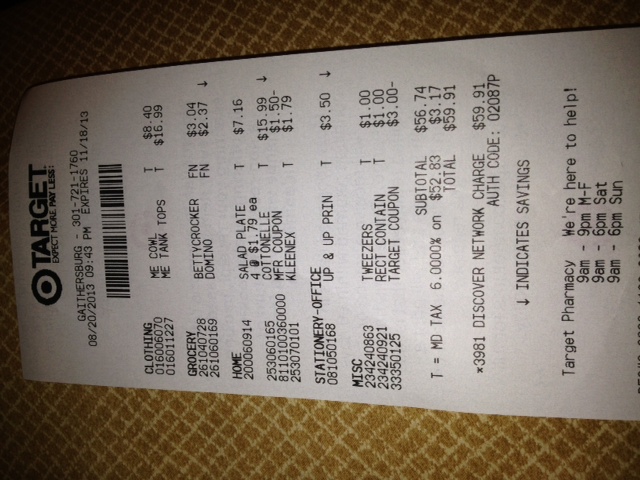 TARGET
EXPECT MORE. PAY LESS.
GAITHERSBURG - 301-721-1760
08/20/2013 09:43 PM EXPIRES 11/18/13
CLOTHING
016006070 ME COWL T $8.40
016011227 ME TANK TOPS T $16.99
GROCERY
261040728 BETTYCROCKER FN $3.04
261060169 DOMINO FN $2.37 ↓
HOME
200060914 SALAD PLATE T $7.16
4 @ $1.79 ea
253060165 COTTONELLE T $15.99 ↓
8110100360000 MFR COUPON $1.50-
253070101 KLEENEX T $1.79
STATIONERY-OFFICE
081050168 UP & UP PRIN T $3.50 ↓
MISC
234240863 TWEEZERS T $1.00
234240921 RECT CONTAIN T $1.00
33350125 TARGET COUPON $3.00-
SUBTOTAL $56.74
T = MD TAX 6.0000% on $52.83 $3.17
TOTAL $59.91
*3981 DISCOVER NETWORK CHARGE $59.91
AUTH CODE: 02087P
↓ INDICATES SAVINGS
Target Pharmacy We're here to help!
9am - 9pm M-F
9am - 6pm Sat
9am - 6pm Sun